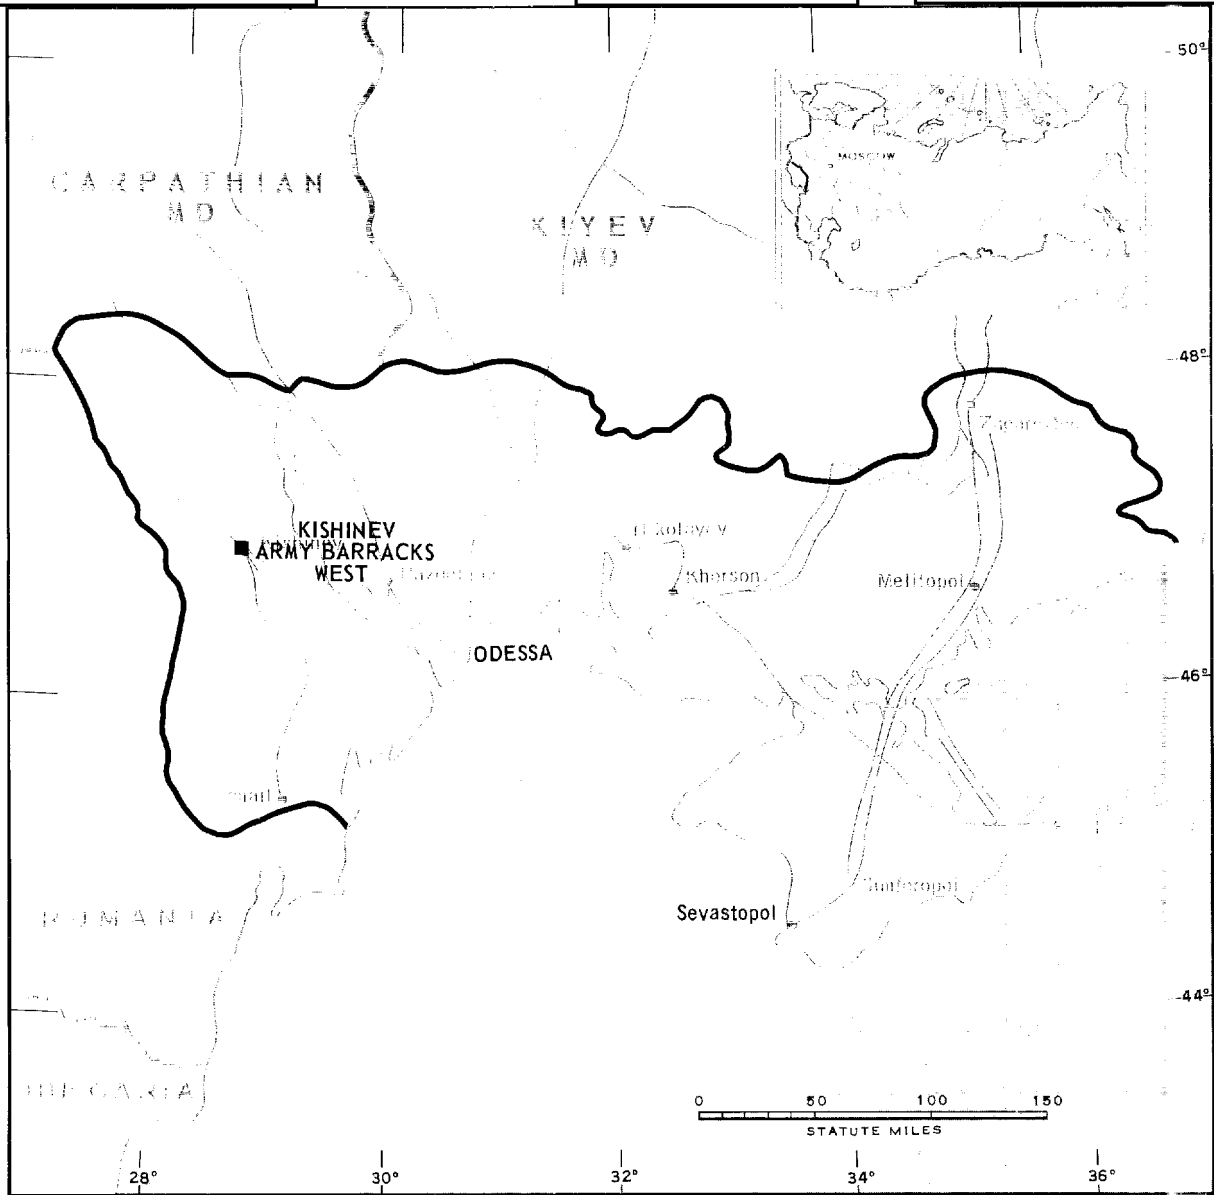 50°
MOSCOW
CARPATHIAN
MD
KIYEV
MD
48°
KISHINEV
ARMY BARRACKS
WEST
Kherson
Melitopol
ODESSA
46°
Sevastopol
ROMANIA
44°
0 50 100 150
STATUTE MILES
28° 30° 32° 34° 36°